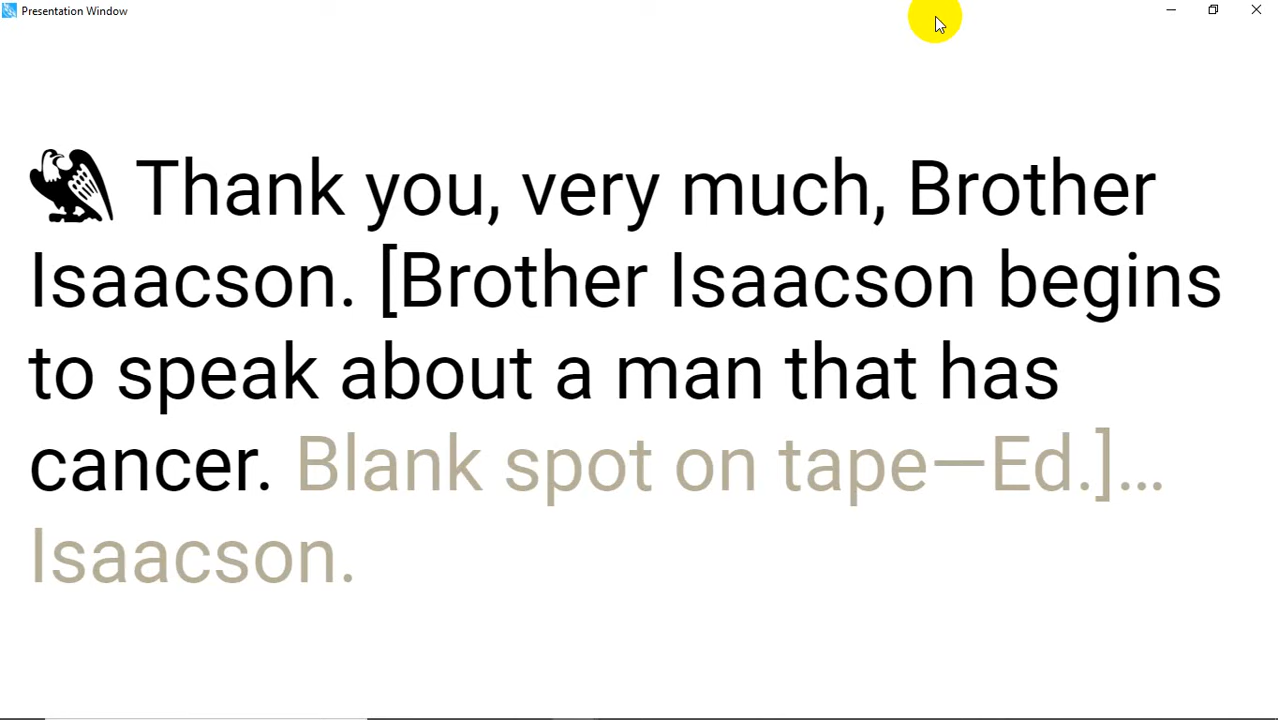 Presentation Window
Thank you, very much, Brother
Isaacson. [Brother Isaacson begins
to speak about a man that has
cancer. Blank spot on tape—Ed.]…
Isaacson.